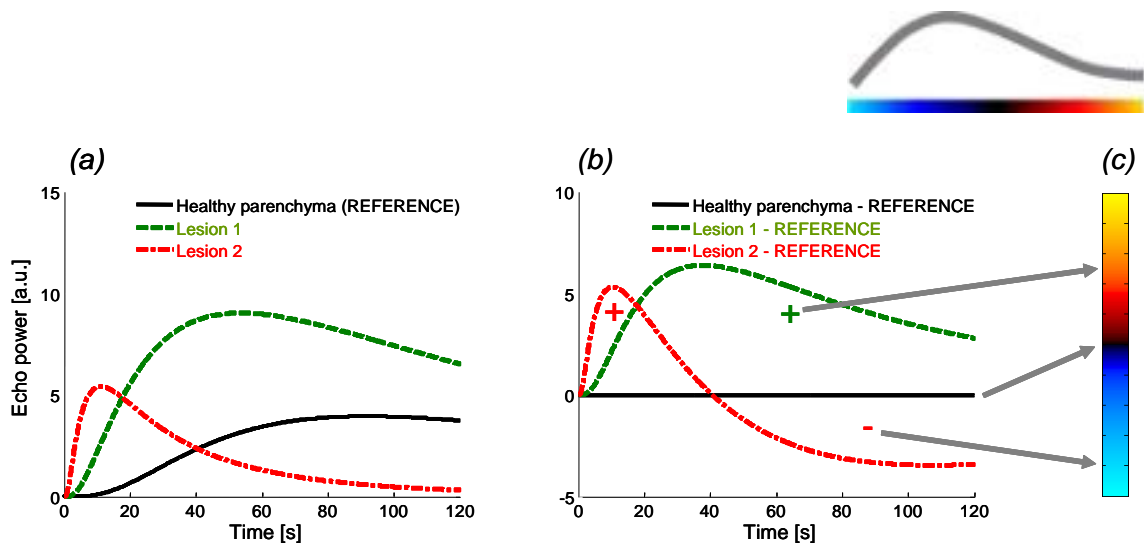 (a)
15
10
5
0
Echo power [a.u.]
Healthy parenchyma (REFERENCE)
Lesion 1
Lesion 2
0 20 40 60 80 100 120
Time [s]
(b)
10
5
0
-5
Healthy parenchyma - REFERENCE
Lesion 1 - REFERENCE
Lesion 2 - REFERENCE
+
+
-
0 20 40 60 80 100 120
Time [s]
(c)